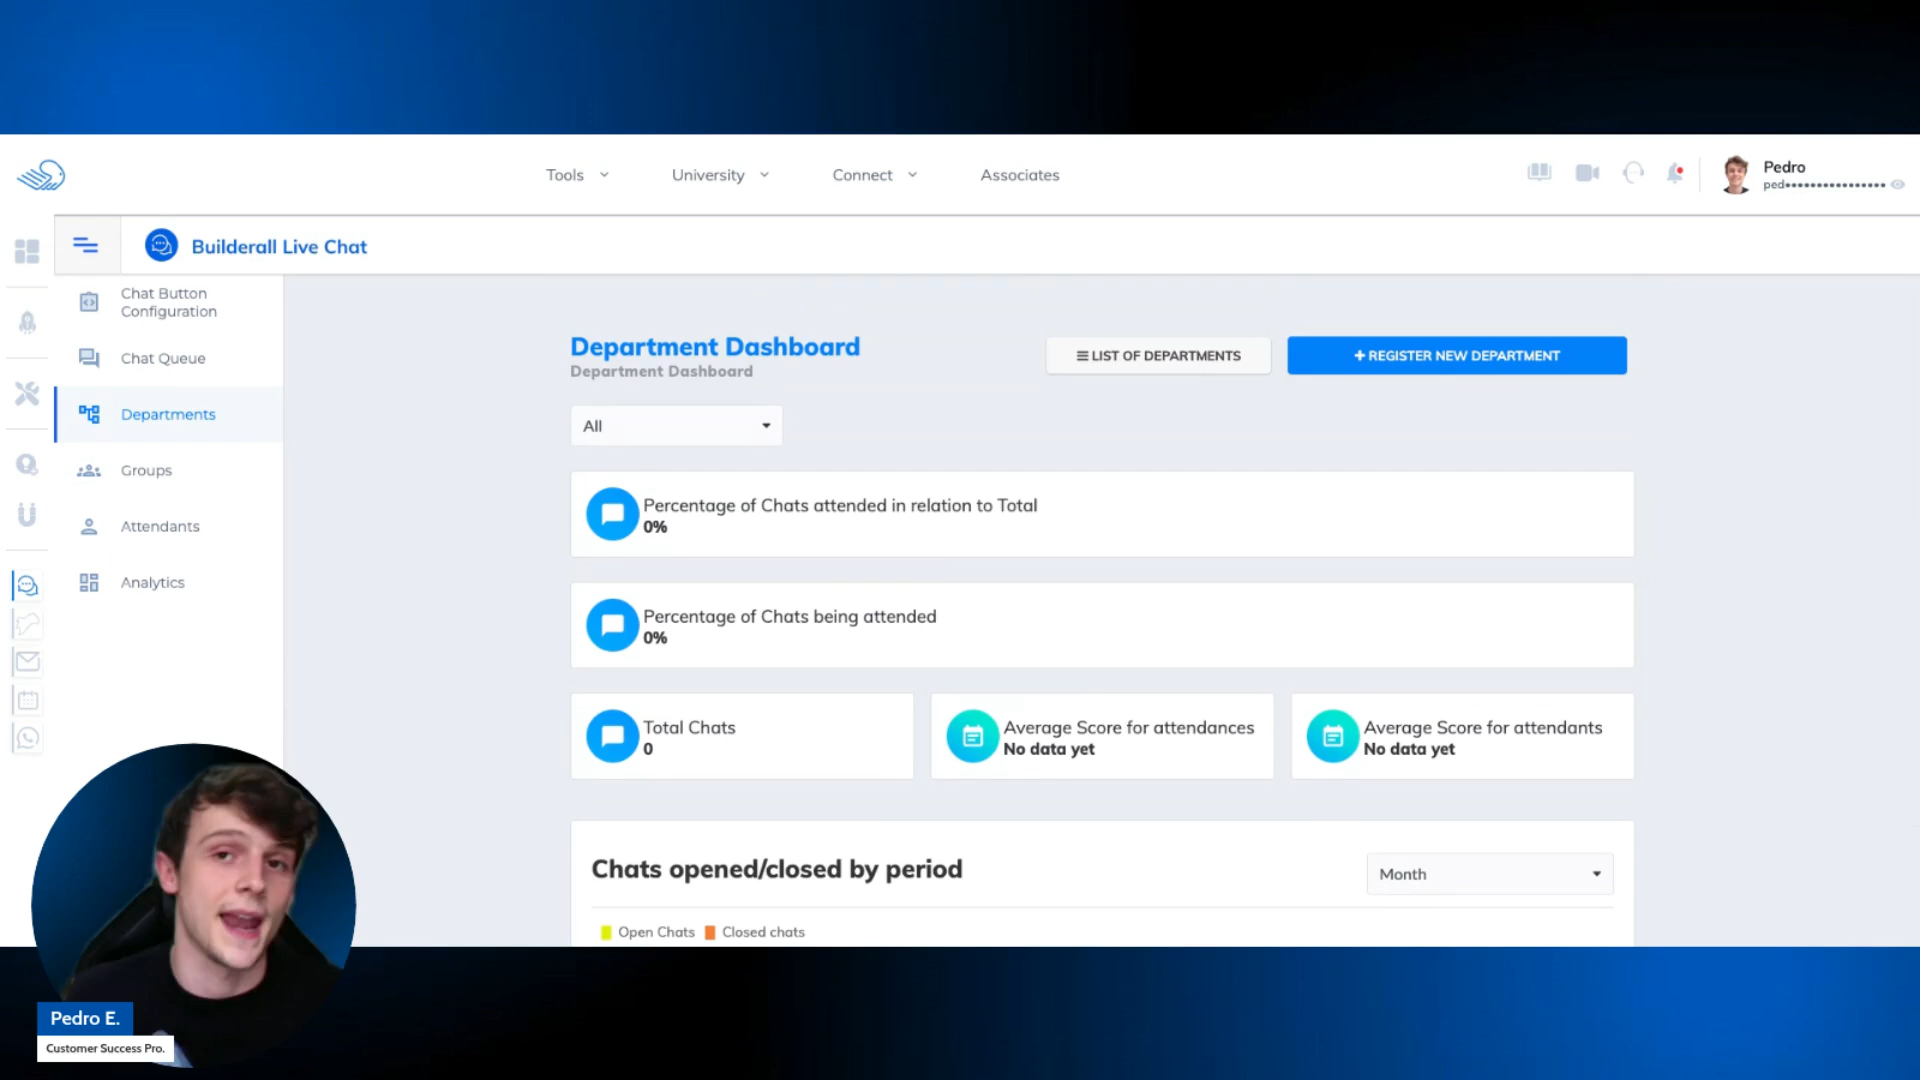 Tools
University
Connect
Associates
Pedro
ped•••••••••••••••••
Builderall Live Chat
Chat Button
Configuration
Chat Queue
Departments
Groups
Attendants
Analytics
Department Dashboard
Department Dashboard
LIST OF DEPARTMENTS
+ REGISTER NEW DEPARTMENT
All
Percentage of Chats attended in relation to Total
0%
Percentage of Chats being attended
0%
Total Chats
0
Average Score for attendances
No data yet
Average Score for attendants
No data yet
Chats opened/closed by period
Month
Open Chats
Closed chats
Pedro E.
Customer Success Pro.